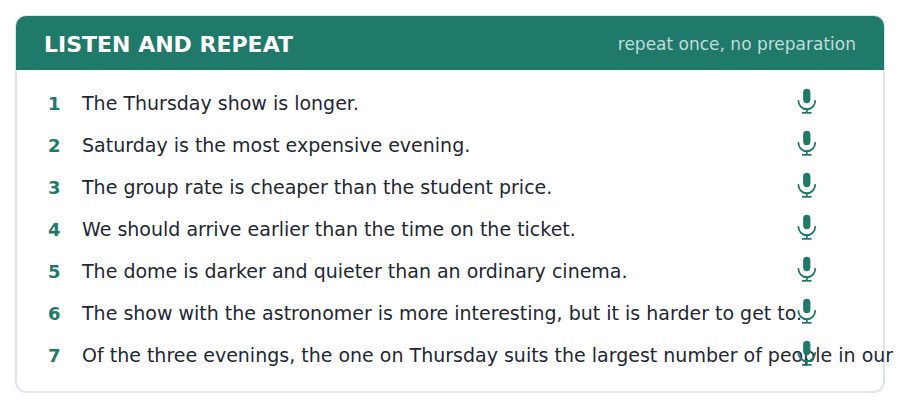 LISTEN AND REPEAT
repeat once, no preparation
1 The Thursday show is longer.
2 Saturday is the most expensive evening.
3 The group rate is cheaper than the student price.
4 We should arrive earlier than the time on the ticket.
5 The dome is darker and quieter than an ordinary cinema.
6 The show with the astronomer is more interesting, but it is harder to get to.
7 Of the three evenings, the one on Thursday suits the largest number of people in our